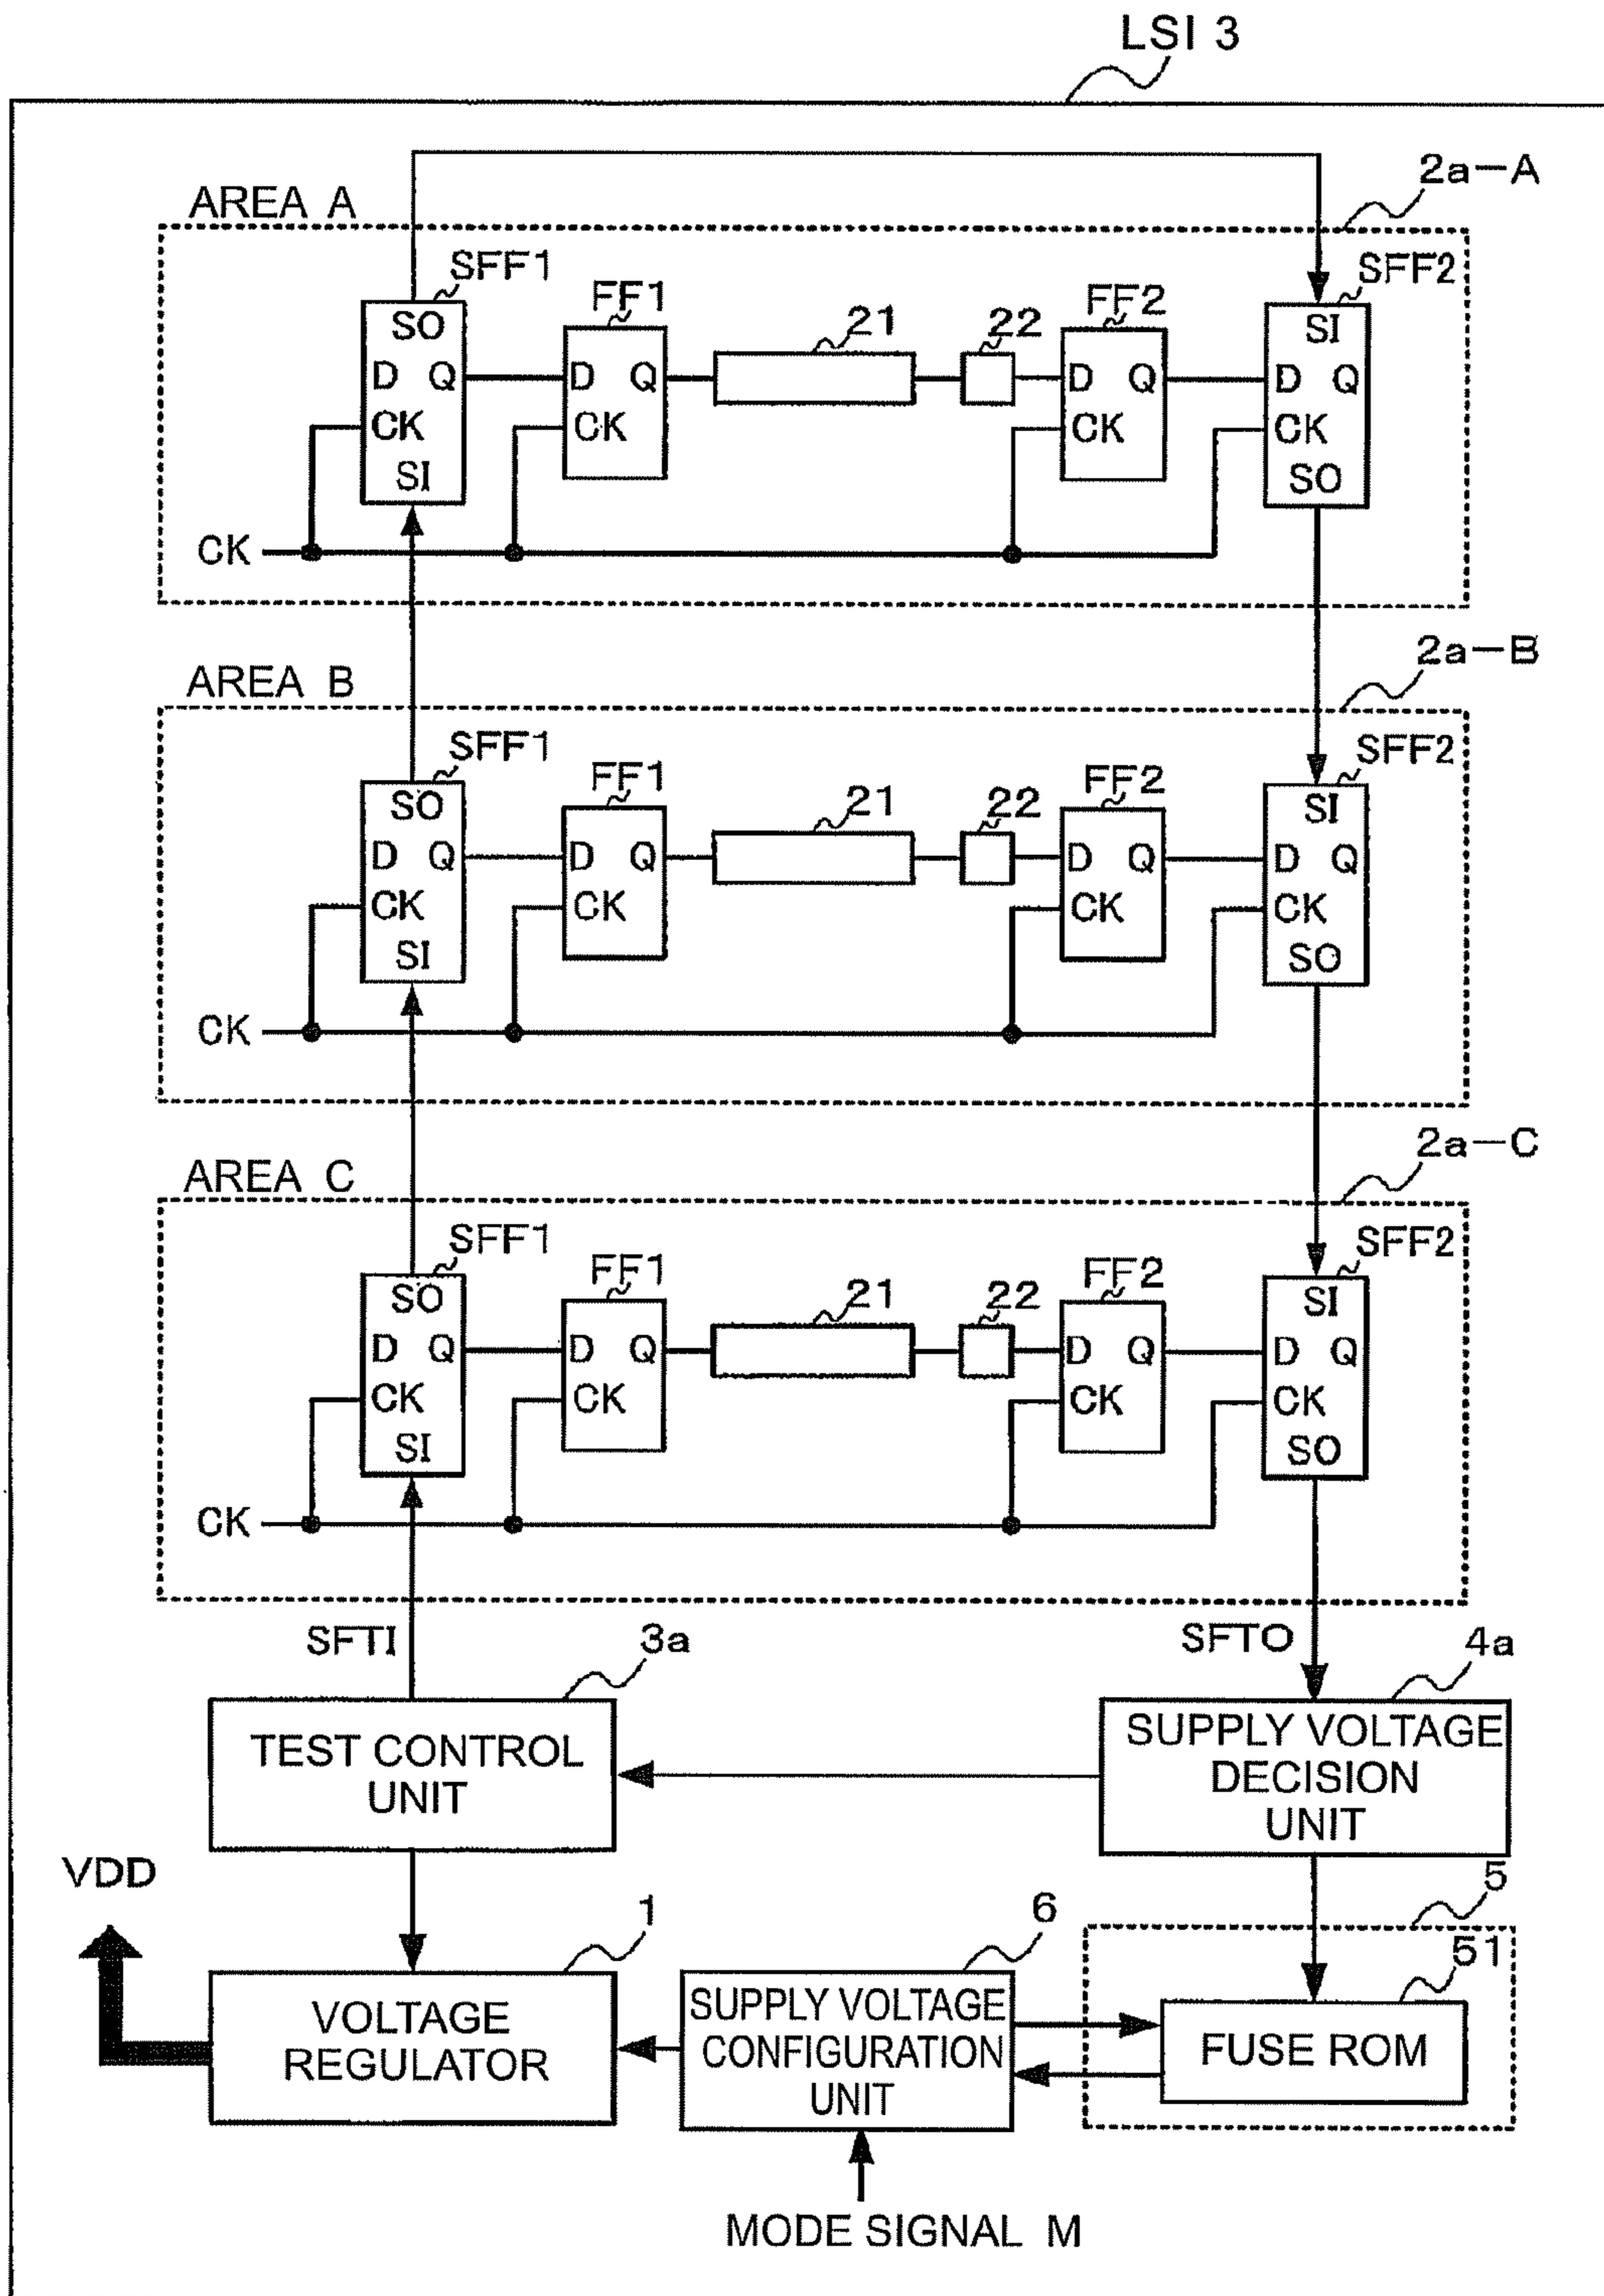 LSI 3
2a-A
AREA A
SFF1
FF1
21
22
FF2
SFF2
SO
D Q
CK
SI
D Q
CK
D Q
CK
SI
D Q
CK
SO
CK
2a-B
AREA B
SFF1
FF1
21
22
FF2
SFF2
SO
D Q
CK
SI
D Q
CK
D Q
CK
SI
D Q
CK
SO
CK
2a-C
AREA C
SFF1
FF1
21
22
FF2
SFF2
SO
D Q
CK
SI
D Q
CK
D Q
CK
SI
D Q
CK
SO
CK
SFTI
3a
SFTO
4a
TEST CONTROL
UNIT
SUPPLY VOLTAGE
DECISION
UNIT
VDD
1
6
5
51
VOLTAGE
REGULATOR
SUPPLY VOLTAGE
CONFIGURATION
UNIT
FUSE ROM
MODE SIGNAL M